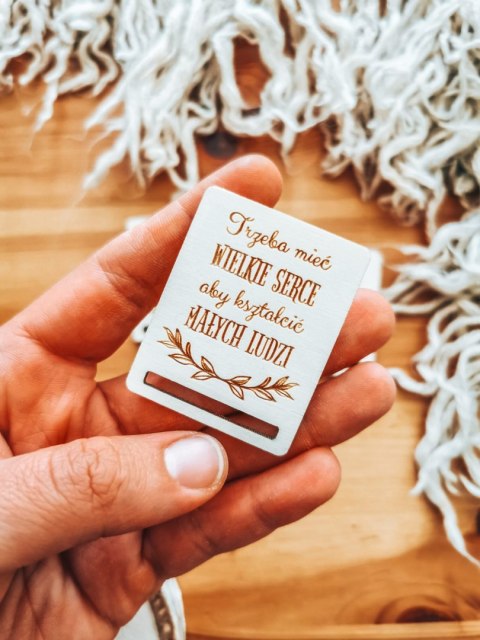 Trzeba mieć
WIELKIE SERCE
aby kształcić
MAŁYCH LUDZI